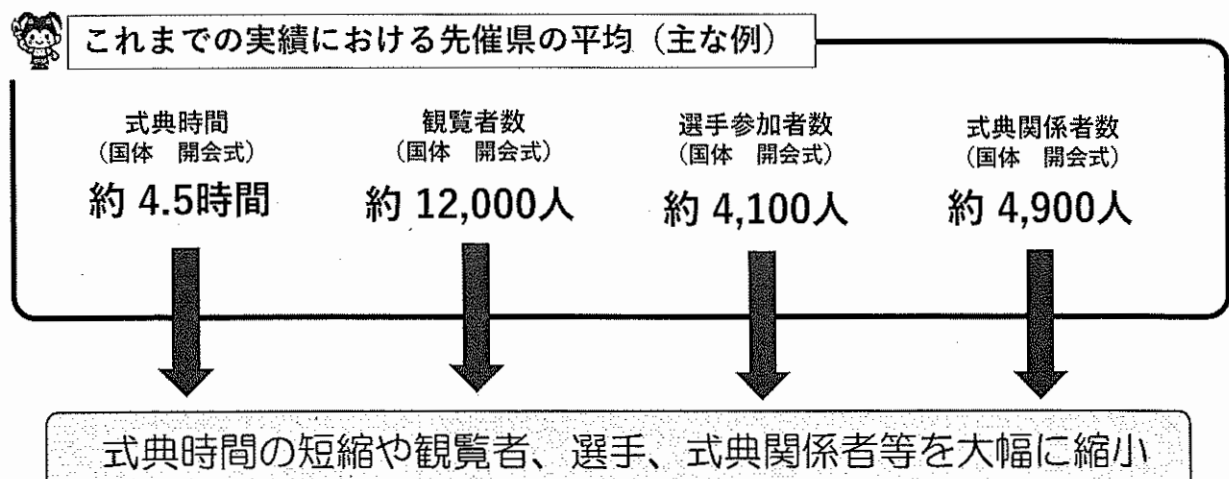 これまでの実績における先催県の平均（主な例）
式典時間
（国体　開会式）
約 4.5時間
観覧者数
（国体　開会式）
約 12,000人
選手参加者数
（国体　開会式）
約 4,100人
式典関係者数
（国体　開会式）
約 4,900人
式典時間の短縮や観覧者、選手、式典関係者等を大幅に縮小